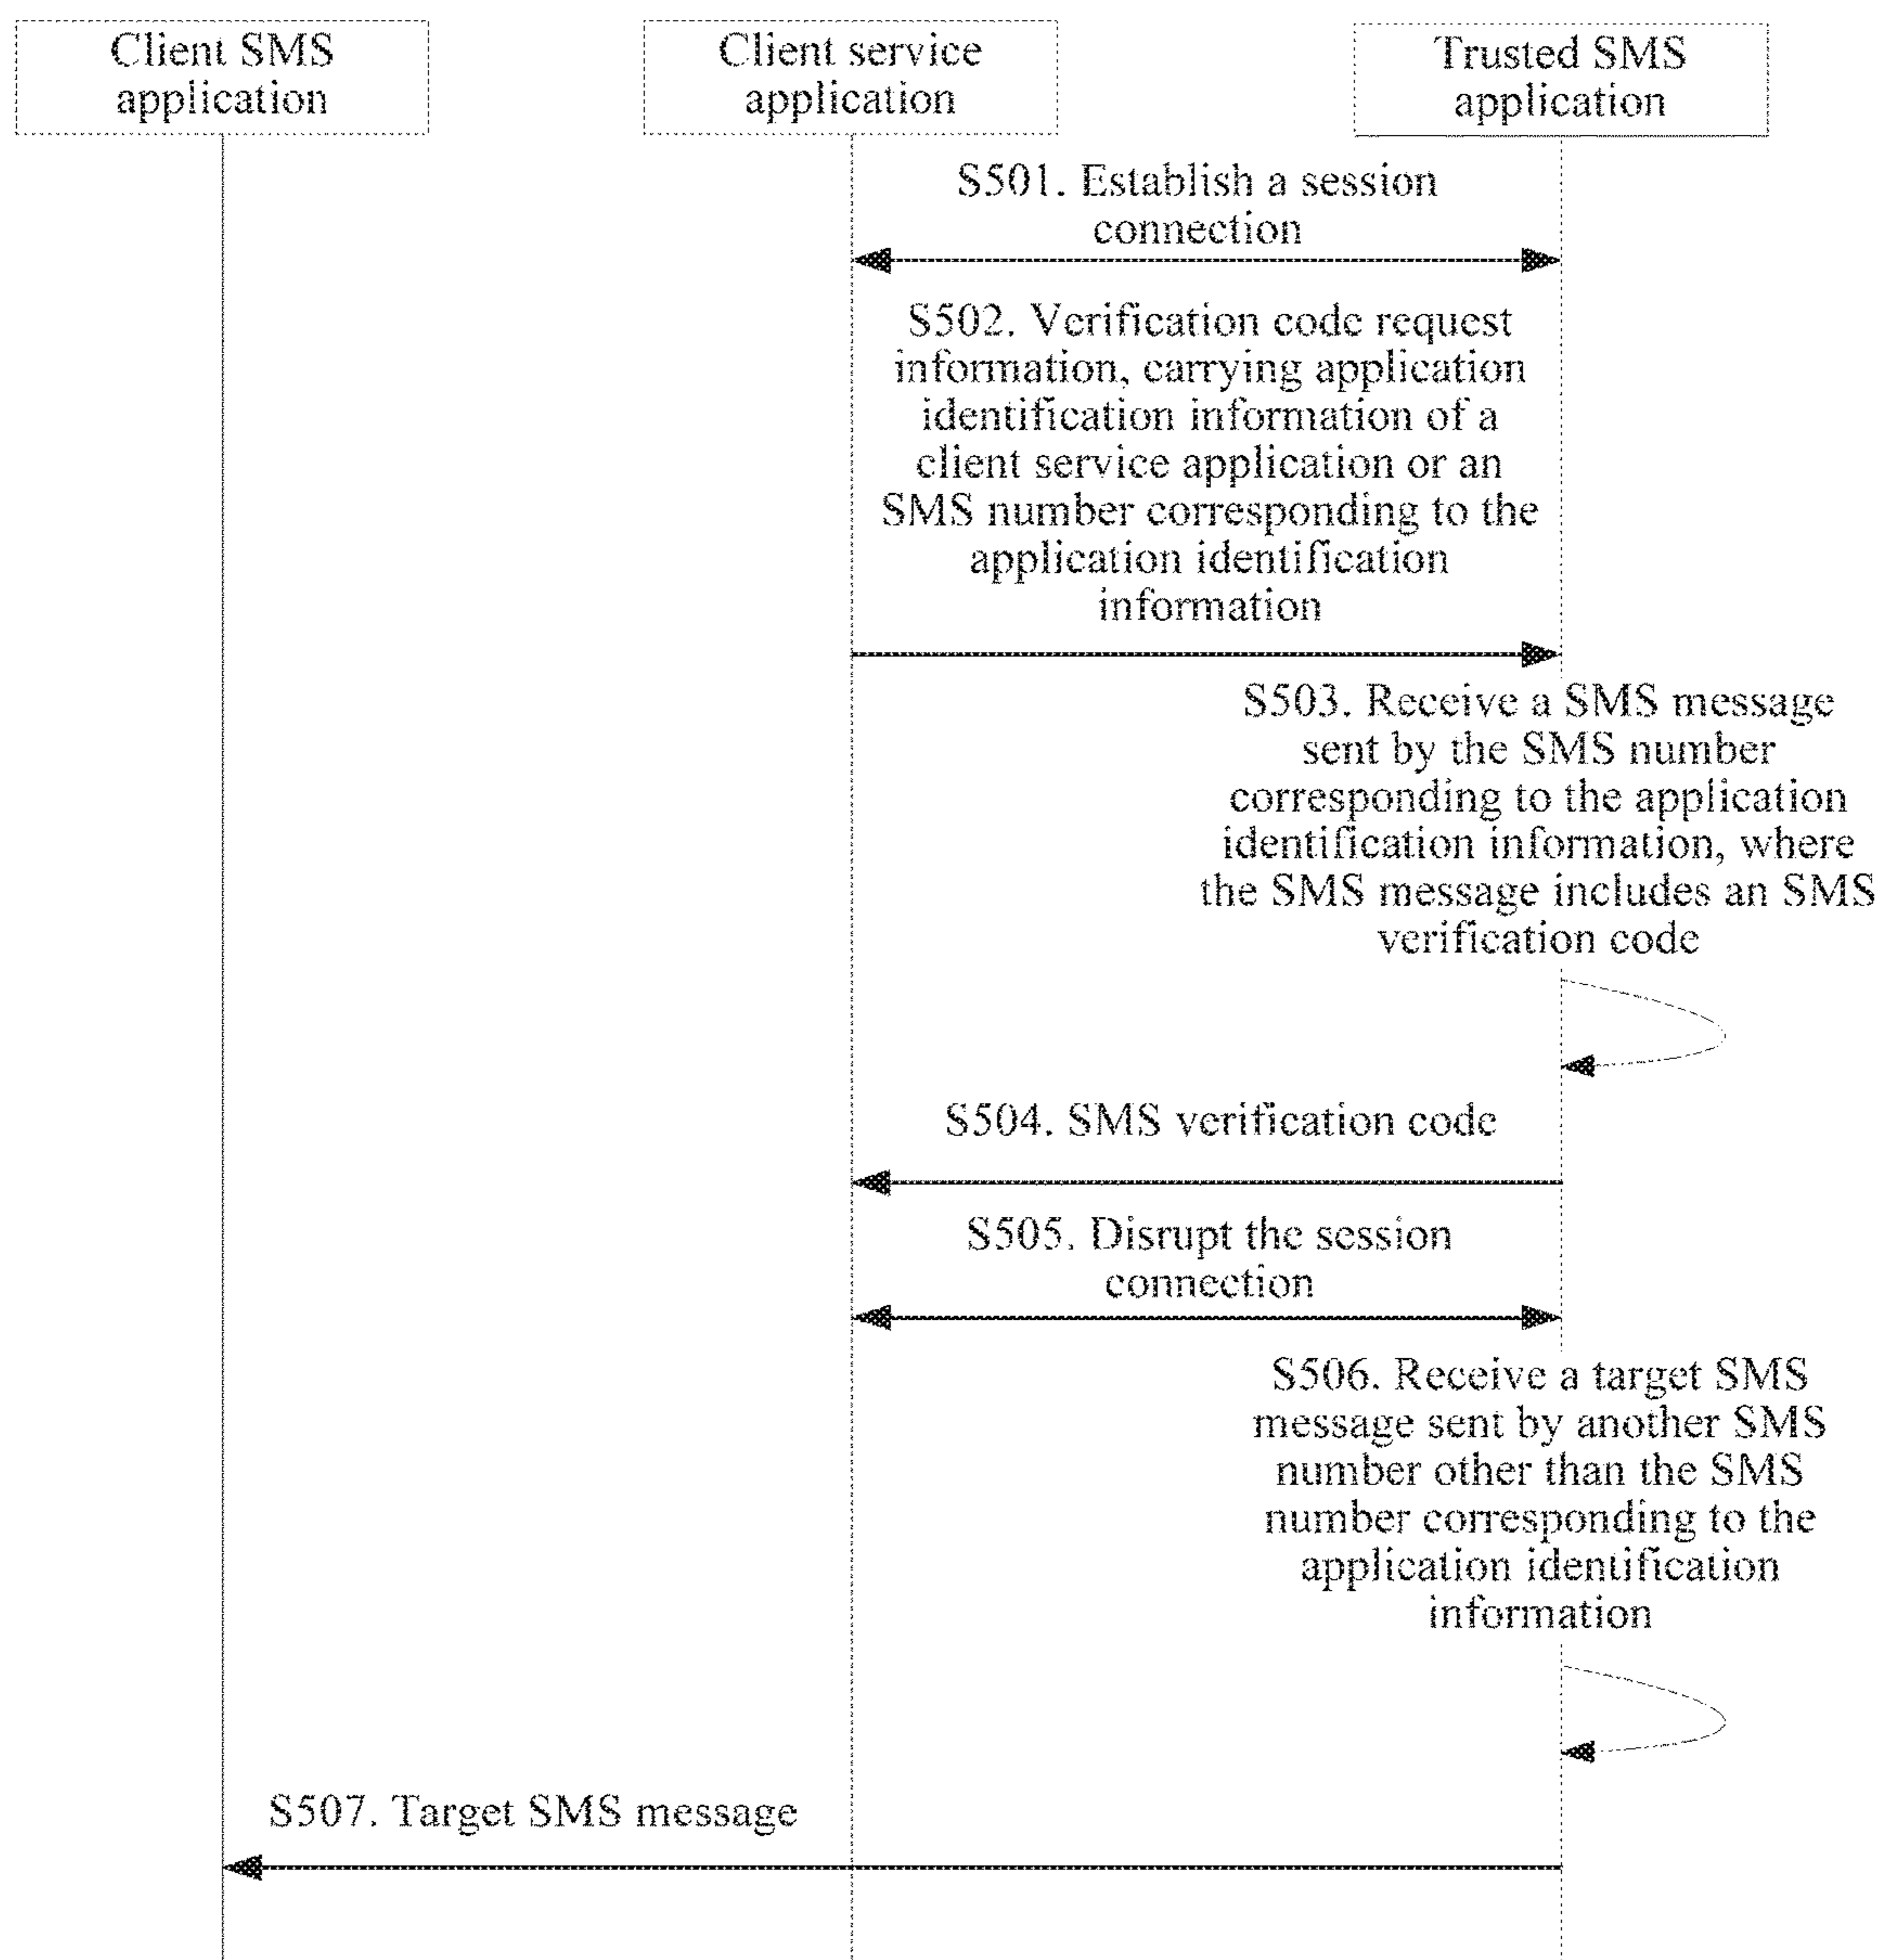 Client SMS
application
Client service
application
Trusted SMS
application
S501. Establish a session
connection
S502. Verification code request
information, carrying application
identification information of a
client service application or an
SMS number corresponding to the
application identification
information
S503. Receive a SMS message
sent by the SMS number
corresponding to the application
identification information, where
the SMS message includes an SMS
verification code
S504. SMS verification code
S505. Disrupt the session
connection
S506. Receive a target SMS
message sent by another SMS
number other than the SMS
number corresponding to the
application identification
information
S507. Target SMS message